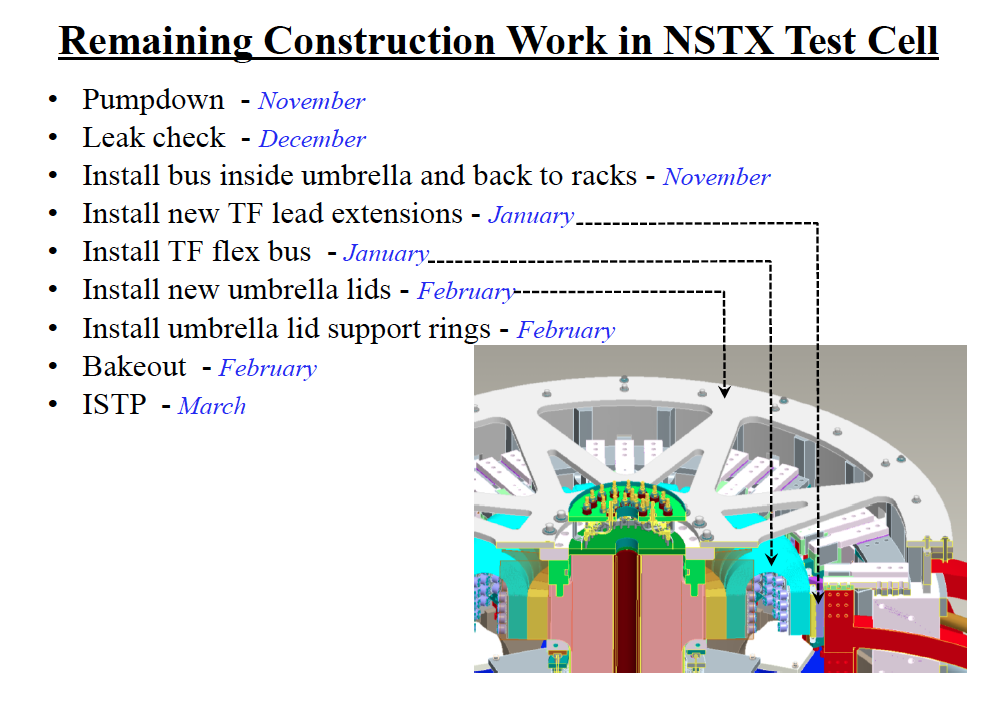 Remaining Construction Work in NSTX Test Cell
• Pumpdown - November
• Leak check - December
• Install bus inside umbrella and back to racks - November
• Install new TF lead extensions - January
• Install TF flex bus - January
• Install new umbrella lids - February
• Install umbrella lid support rings - February
• Bakeout - February
• ISTP - March